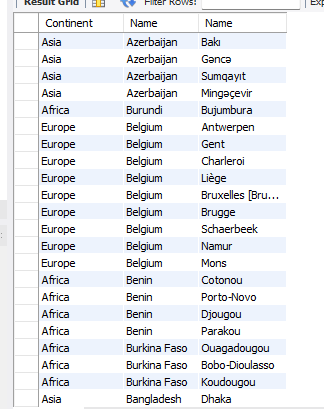 Result Grid Filter Rows:
Continent Name Name
Asia Azerbaijan Bakı
Asia Azerbaijan Gəncə
Asia Azerbaijan Sumqayıt
Asia Azerbaijan Mingəçevir
Africa Burundi Bujumbura
Europe Belgium Antwerpen
Europe Belgium Gent
Europe Belgium Charleroi
Europe Belgium Liège
Europe Belgium Bruxelles [Bru...
Europe Belgium Brugge
Europe Belgium Schaerbeek
Europe Belgium Namur
Europe Belgium Mons
Africa Benin Cotonou
Africa Benin Porto-Novo
Africa Benin Djougou
Africa Benin Parakou
Africa Burkina Faso Ouagadougou
Africa Burkina Faso Bobo-Dioulasso
Africa Burkina Faso Koudougou
Asia Bangladesh Dhaka